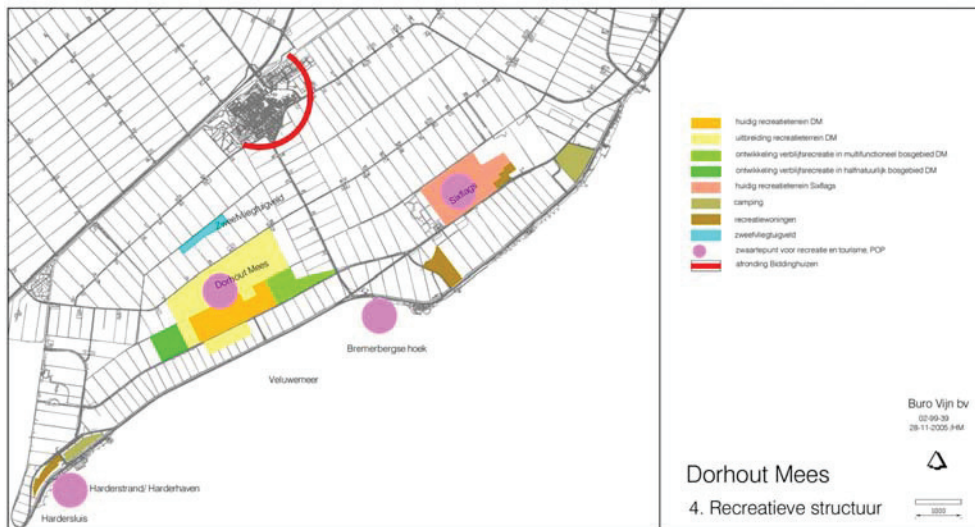 Zweefvliegtuigveld
Sixflags
Dorhout Mees
Bremerbergse hoek
Veluwemeer
Harderstrand/ Harderhaven
Hardersluis
huidig recreatieterrein DM
uitbreiding recreatieterrein DM
ontwikkeling verblijfsrecreatie in multifunctioneel bosgebied DM
ontwikkeling verblijfsrecreatie in halfnatuurlijk bosgebied DM
huidig recreatieterrein Sixflags
camping
recreatiewoningen
zweefvliegtuigveld
zwaartepunt voor recreatie en tourisme, POP
afronding Biddinghuizen
Buro Vijn bv
02-99-39
28-11-2005 /HM
Dorhout Mees
4. Recreatieve structuur
1000